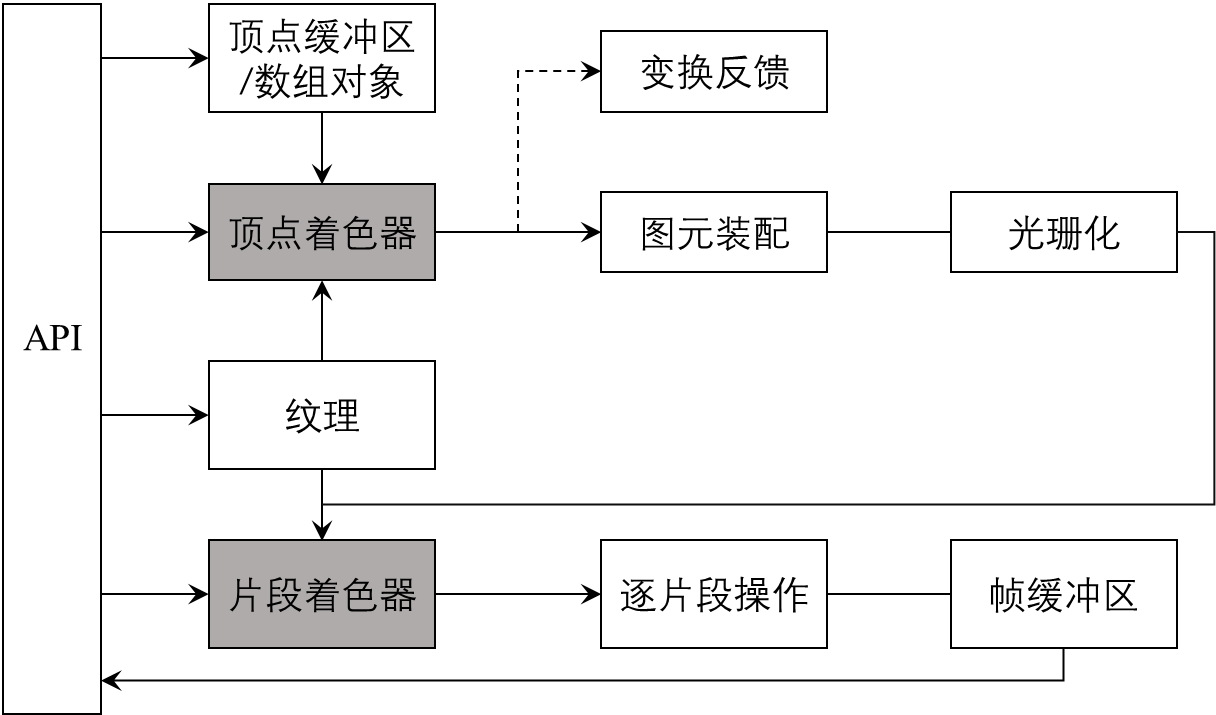 顶点缓冲区
/数组对象
变换反馈
顶点着色器
图元装配
光珊化
API
纹理
片段着色器
逐片段操作
帧缓冲区